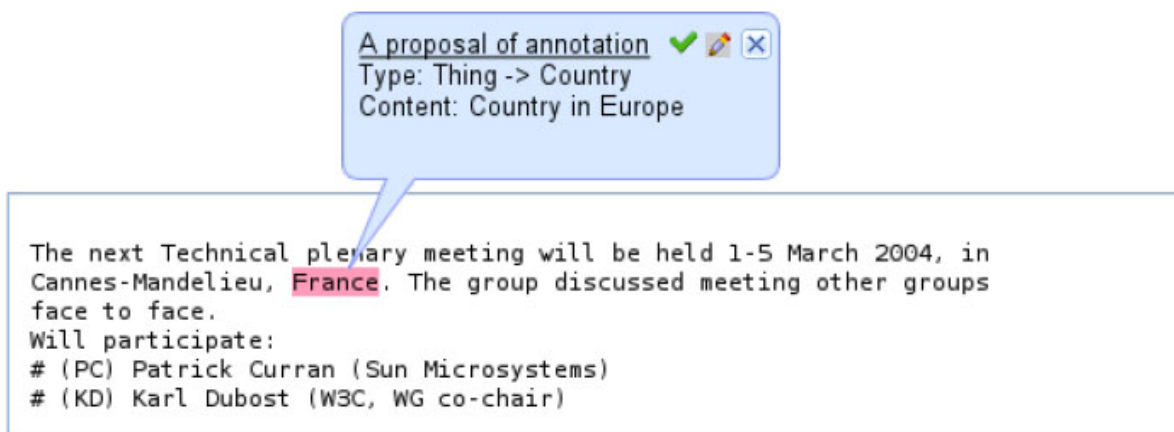 A proposal of annotation
Type: Thing -> Country
Content: Country in Europe
The next Technical plenary meeting will be held 1-5 March 2004, in
Cannes-Mandelieu, France. The group discussed meeting other groups
face to face.
Will participate:
# (PC) Patrick Curran (Sun Microsystems)
# (KD) Karl Dubost (W3C, WG co-chair)